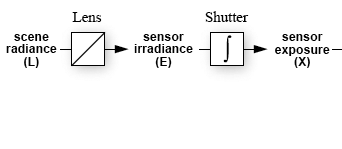 Lens
Shutter
scene
radiance
(L)
sensor
irradiance
(E)
∫
sensor
exposure
(X)